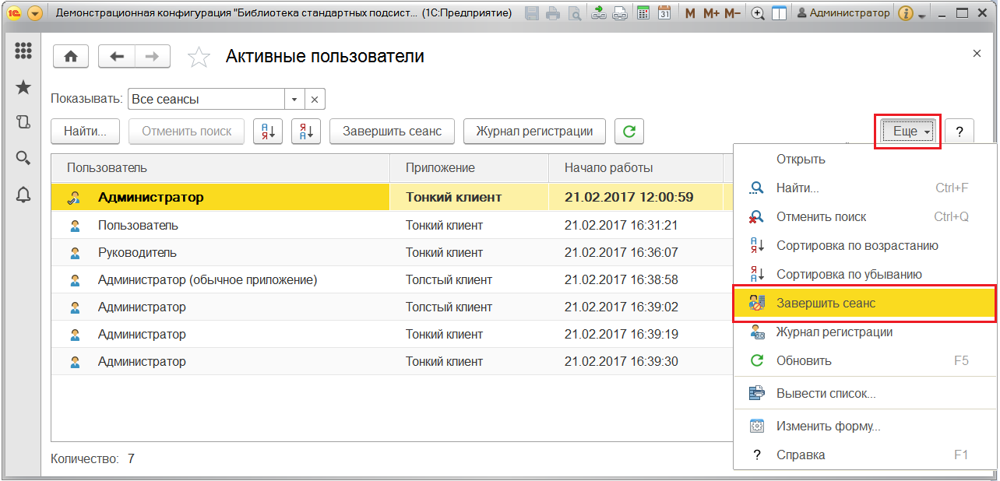 1С Демонстрационная конфигурация "Библиотека стандартных подсист... (1С:Предприятие) 31 M M+ M− Администратор i
Активные пользователи
Показывать: Все сеансы
Найти... Отменить поиск А Я Я А Завершить сеанс Журнал регистрации Еще ?
Пользователь Приложение Начало работы
Администратор Тонкий клиент 21.02.2017 12:00:59
Пользователь Тонкий клиент 21.02.2017 16:31:21
Руководитель Тонкий клиент 21.02.2017 16:36:07
Администратор (обычное приложение) Толстый клиент 21.02.2017 16:38:58
Администратор Толстый клиент 21.02.2017 16:39:02
Администратор Тонкий клиент 21.02.2017 16:39:19
Администратор Тонкий клиент 21.02.2017 16:39:30
Количество: 7
Открыть
Найти... Ctrl+F
Отменить поиск Ctrl+Q
А Я Сортировка по возрастанию
Я А Сортировка по убыванию
Завершить сеанс
Журнал регистрации
Обновить F5
Вывести список...
Изменить форму...
? Справка F1